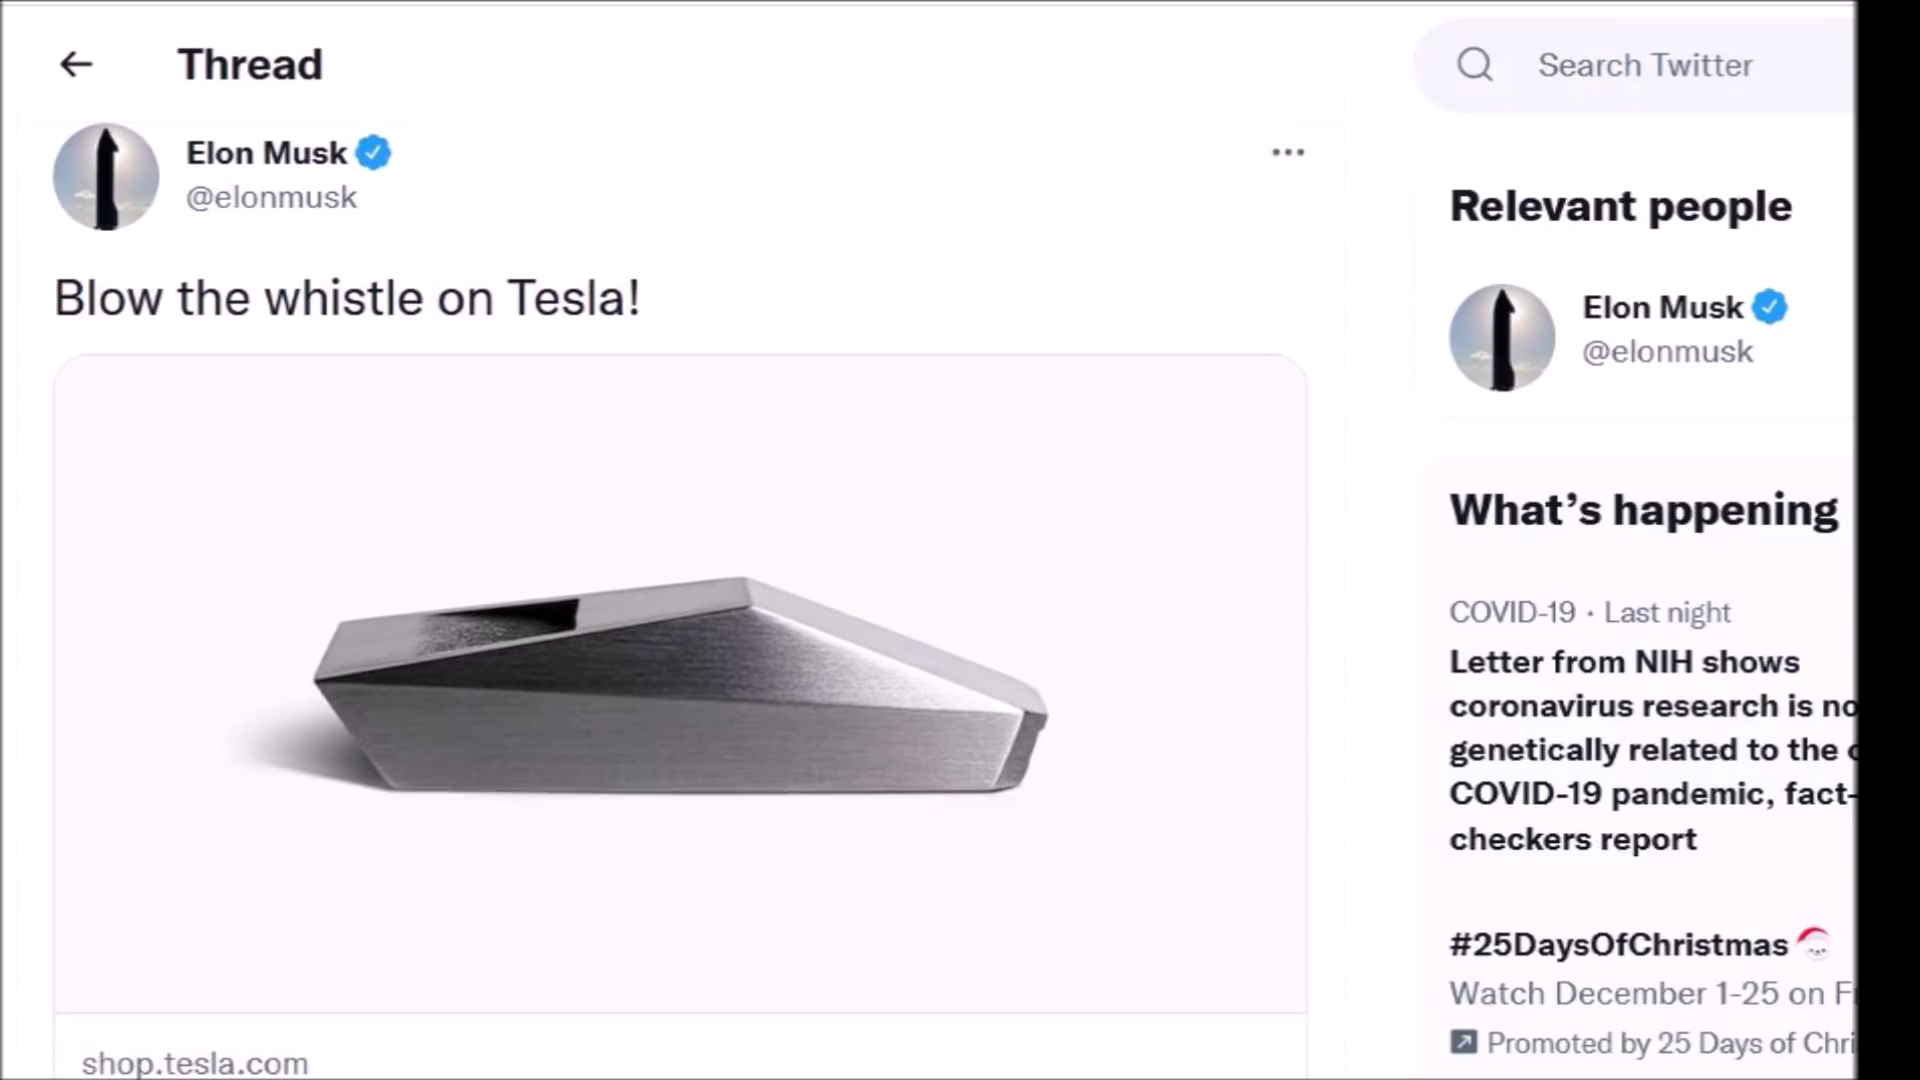 Thread
Search Twitter
Elon Musk
@elonmusk
Blow the whistle on Tesla!
shop.tesla.com
Relevant people
Elon Musk
@elonmusk
What's happening
COVID-19 · Last night
Letter from NIH shows
coronavirus research is
genetically related to the
COVID-19 pandemic, fact-
checkers report
#25DaysOfChristmas
Watch December 1-25 on
Promoted by 25 Days of